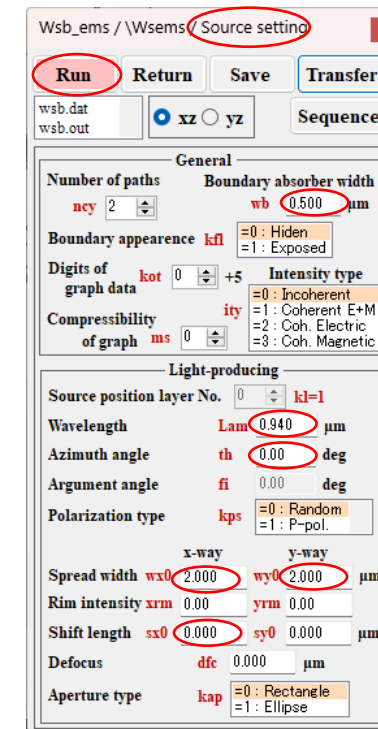 Wsb_ems / \Wsems / Source setting
Run Return Save Transfer
wsb.dat
wsb.out
xz yz Sequence
General
Number of paths Boundary absorber width
ncy 2 wb 0.500 μm
Boundary appearence kfl =0 : Hiden
=1 : Exposed
Digits of
graph data kot 0 +5 Intensity type
ity =0 : Incoherent
=1 : Coherent E+M
=2 : Coh. Electric
=3 : Coh. Magnetic
Compressibility
of graph ms 0
Light-producing
Source position layer No. 0 kl=1
Wavelength Lam 0.940 μm
Azimuth angle th 0.00 deg
Argument angle fi 0.00 deg
Polarization type kps =0 : Random
=1 : P-pol.
x-way y-way
Spread width wx0 2.000 wy0 2.000 μm
Rim intensity xrm 0.00 yrm 0.00
Shift length sx0 0.000 sy0 0.000 μm
Defocus dfc 0.000 μm
Aperture type kap =0 : Rectangle
=1 : Ellipse